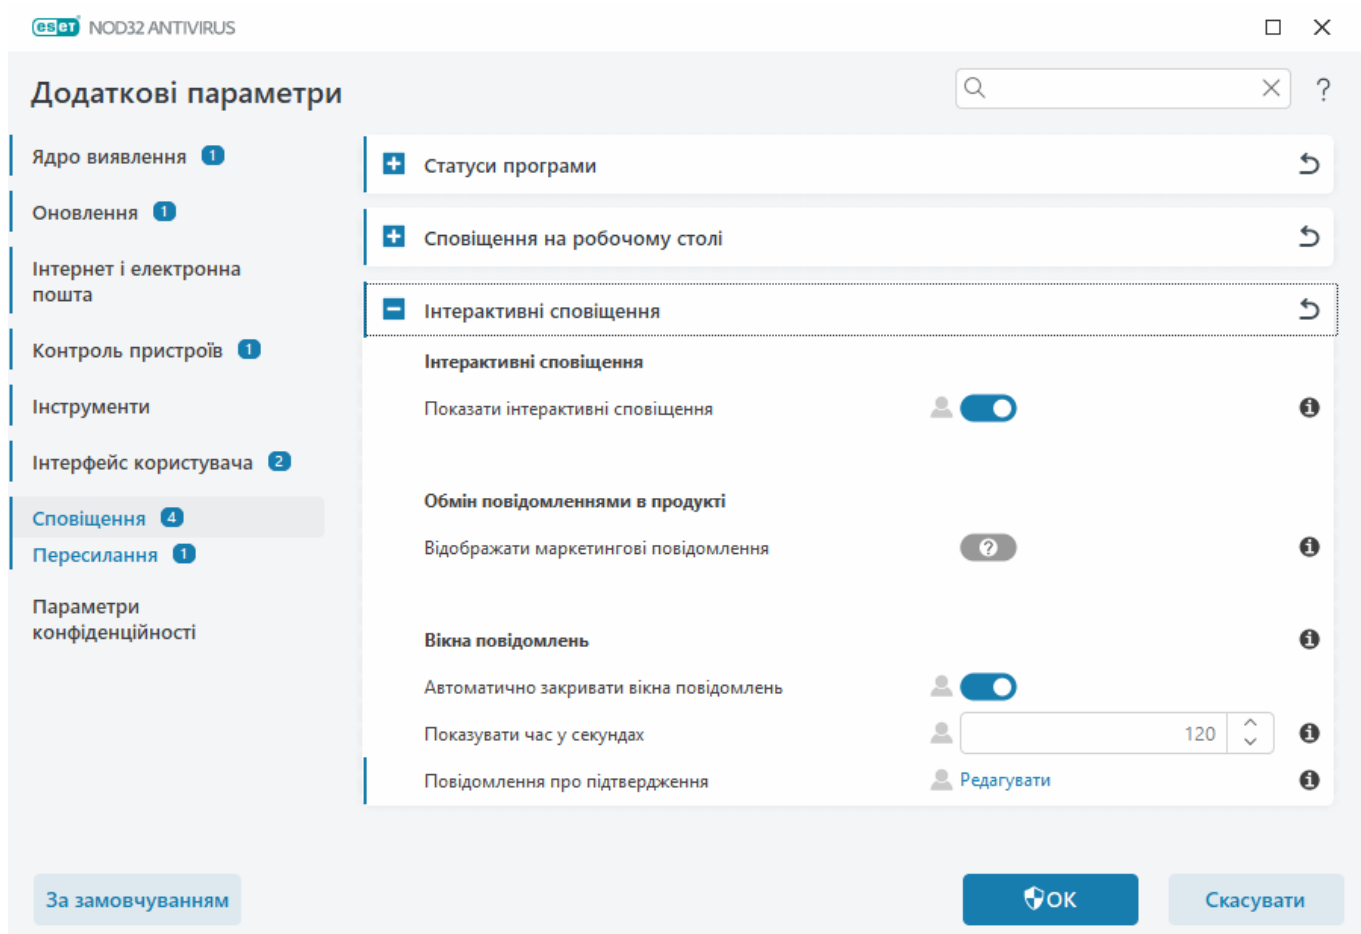 eset NOD32 ANTIVIRUS
Додаткові параметри
?
Ядро виявлення 1
Оновлення 1
Інтернет і електронна
пошта
Контроль пристроїв 1
Інструменти
Інтерфейс користувача 2
Сповіщення 4
Пересилання 1
Параметри
конфіденційності
Статуси програми
Сповіщення на робочому столі
Інтерактивні сповіщення
Інтерактивні сповіщення
Показати інтерактивні сповіщення
Обмін повідомленнями в продукті
Відображати маркетингові повідомлення ?
Вікна повідомлень
Автоматично закривати вікна повідомлень
Показувати час у секундах 120
Повідомлення про підтвердження Редагувати
За замовчуванням
ОК
Скасувати